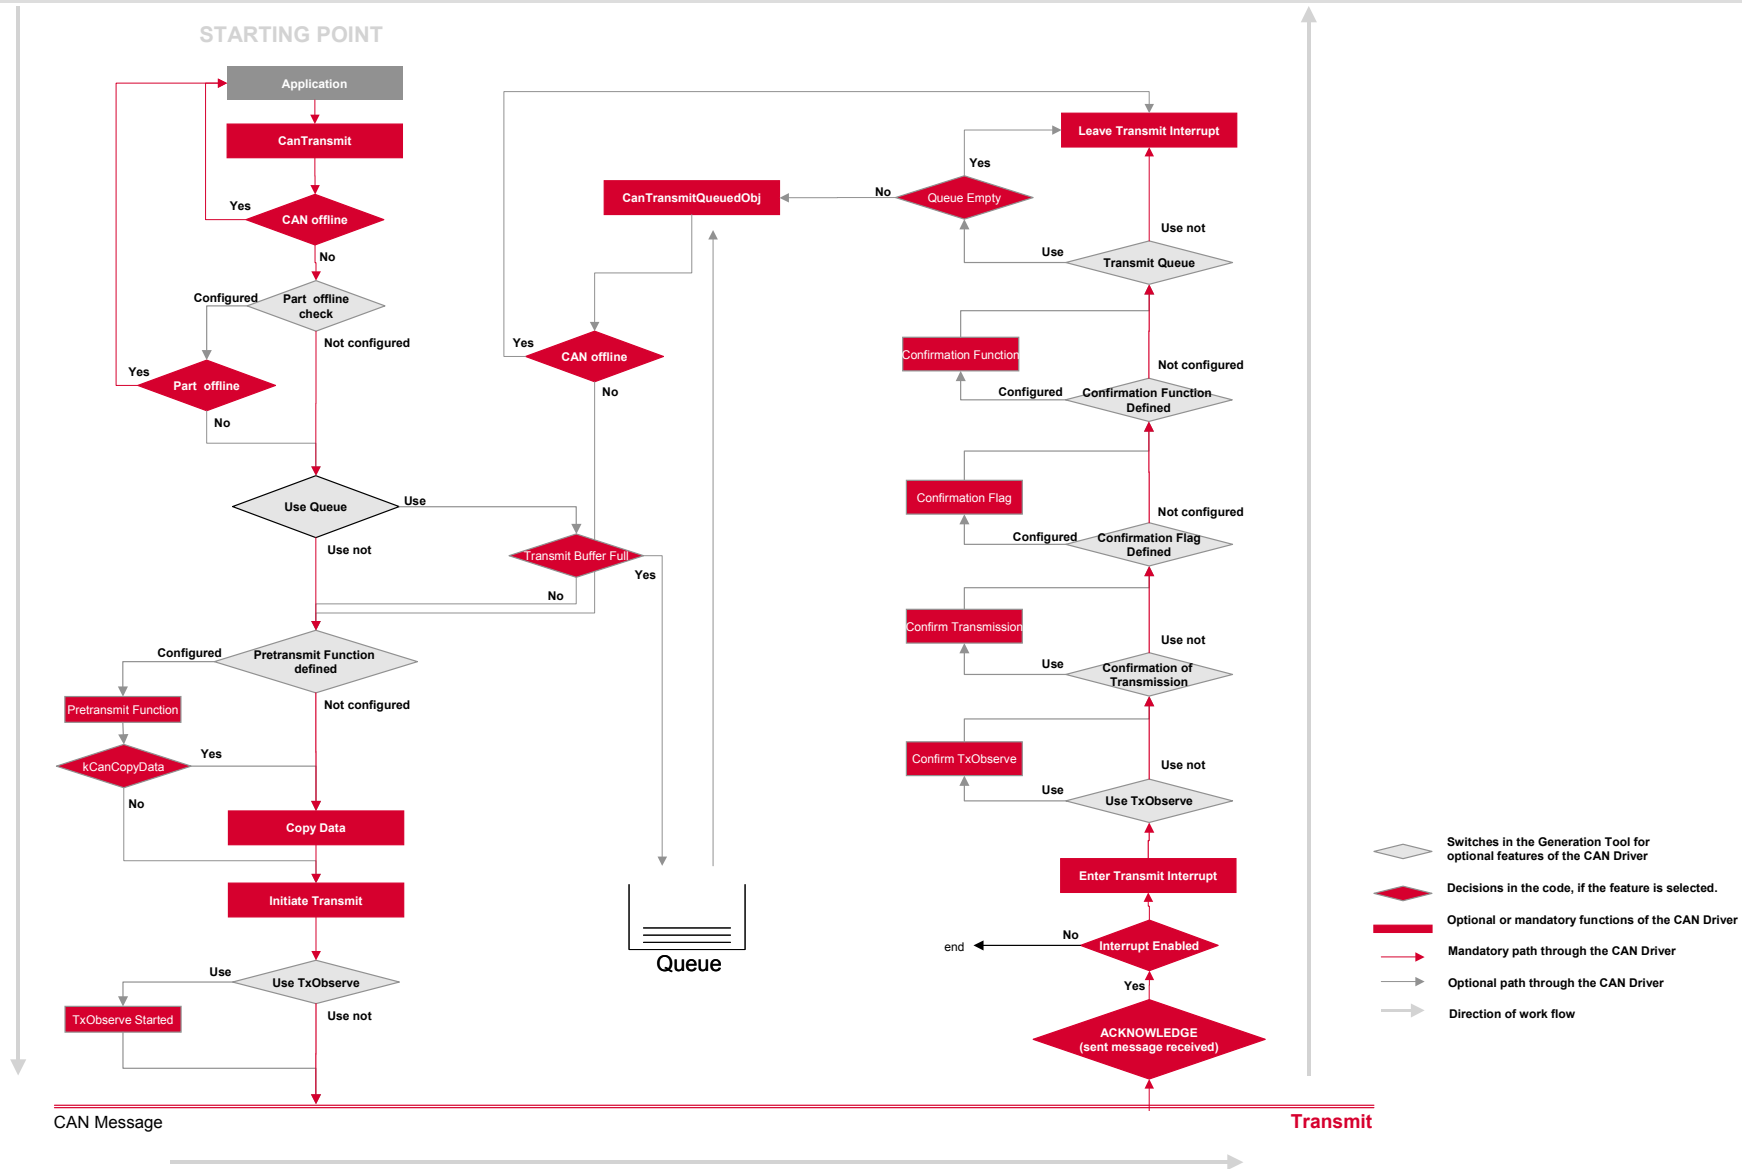 STARTING POINT
Application
CanTransmit
Yes
CAN offline
No
Configured
Part offline
check
Not configured
Yes
Part offline
No
Use Queue
Use
Use not
Transmit Buffer Full
Yes
No
Configured
Pretransmit Function
defined
Not configured
Pretransmit Function
kCanCopyData
Yes
No
Copy Data
Initiate Transmit
Use
Use TxObserve
Use not
TxObserve Started
CanTransmitQueuedObj
Yes
CAN offline
No
Queue
Leave Transmit Interrupt
Yes
No
Queue Empty
Use not
Use
Transmit Queue
Confirmation Function
Not configured
Configured
Confirmation Function
Defined
Confirmation Flag
Not configured
Configured
Confirmation Flag
Defined
Confirm Transmission
Use not
Use
Confirmation of
Transmission
Confirm TxObserve
Use not
Use
Use TxObserve
Enter Transmit Interrupt
No
end
Interrupt Enabled
Yes
ACKNOWLEDGE
(sent message received)
Switches in the Generation Tool for
optional features of the CAN Driver
Decisions in the code, if the feature is selected.
Optional or mandatory functions of the CAN Driver
Mandatory path through the CAN Driver
Optional path through the CAN Driver
Direction of work flow
CAN Message
Transmit